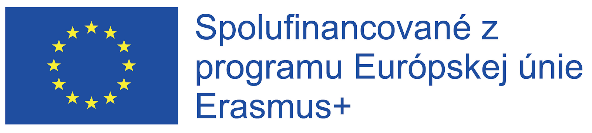 Spolufinancované z
programu Európskej únie
Erasmus+